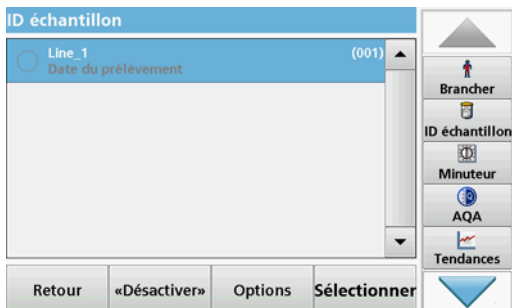 ID échantillon
Line_1 (001)
Date du prélèvement
Brancher
ID échantillon
Minuteur
AQA
Tendances
Retour «Désactiver» Options Sélectionner